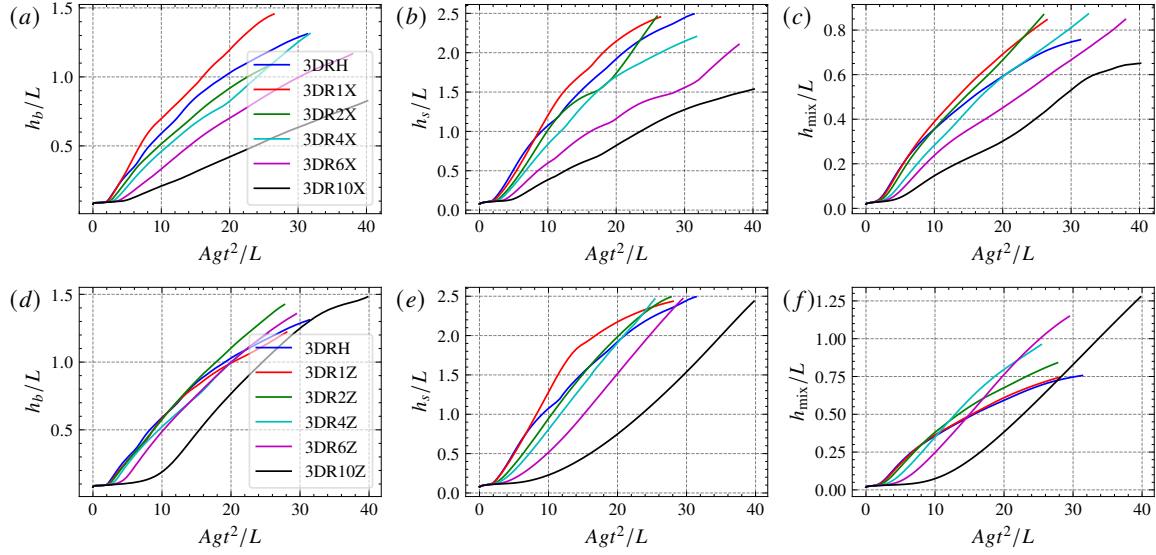 (a)
1.5
1.0
0.5
h_b/L
0 10 20 30 40
Agt²/L
3DRH
3DR1X
3DR2X
3DR4X
3DR6X
3DR10X
(b)
2.5
2.0
1.5
1.0
0.5
0.0
h_s/L
0 10 20 30 40
Agt²/L
(c)
0.8
0.6
0.4
0.2
0.0
h_mix/L
0 10 20 30 40
Agt²/L
(d)
1.5
1.0
0.5
h_b/L
0 10 20 30 40
Agt²/L
3DRH
3DR1Z
3DR2Z
3DR4Z
3DR6Z
3DR10Z
(e)
2.5
2.0
1.5
1.0
0.5
0.0
h_s/L
0 10 20 30 40
Agt²/L
(f)
1.25
1.00
0.75
0.50
0.25
0.00
h_mix/L
0 10 20 30 40
Agt²/L